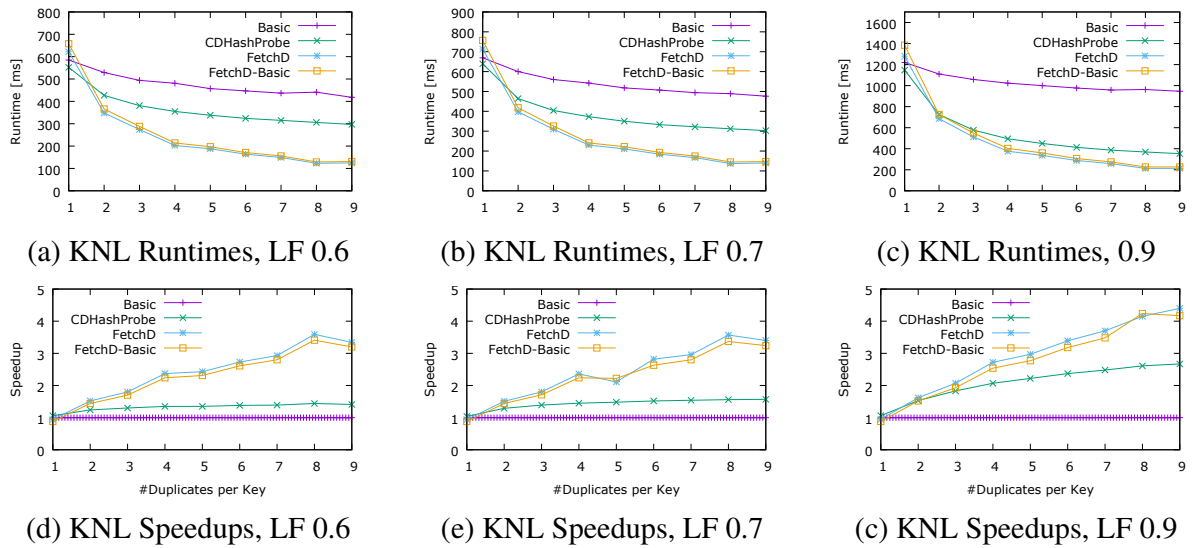 800
700
600
500
400
300
200
100
0
Runtime [ms]
Basic
CDHashProbe
FetchD
FetchD-Basic
1 2 3 4 5 6 7 8 9
(a) KNL Runtimes, LF 0.6
900
800
700
600
500
400
300
200
100
0
Runtime [ms]
Basic
CDHashProbe
FetchD
FetchD-Basic
1 2 3 4 5 6 7 8 9
(b) KNL Runtimes, LF 0.7
1600
1400
1200
1000
800
600
400
200
0
Runtime [ms]
Basic
CDHashProbe
FetchD
FetchD-Basic
1 2 3 4 5 6 7 8 9
(c) KNL Runtimes, 0.9
5
4
3
2
1
0
Speedup
Basic
CDHashProbe
FetchD
FetchD-Basic
1 2 3 4 5 6 7 8 9
#Duplicates per Key
(d) KNL Speedups, LF 0.6
5
4
3
2
1
0
Speedup
Basic
CDHashProbe
FetchD
FetchD-Basic
1 2 3 4 5 6 7 8 9
#Duplicates per Key
(e) KNL Speedups, LF 0.7
5
4
3
2
1
0
Speedup
Basic
CDHashProbe
FetchD
FetchD-Basic
1 2 3 4 5 6 7 8 9
#Duplicates per Key
(c) KNL Speedups, LF 0.9